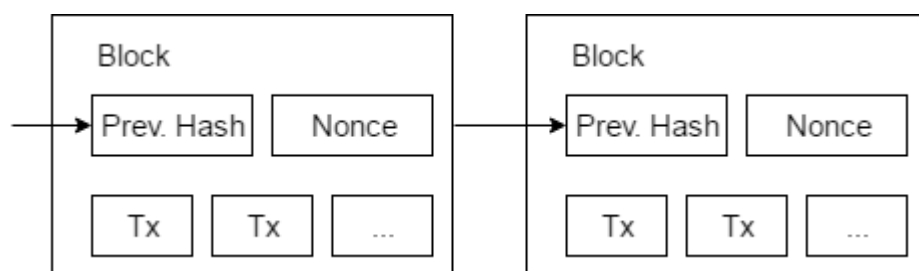 Block
Prev. Hash Nonce
Tx Tx ...
Block
Prev. Hash Nonce
Tx Tx ...